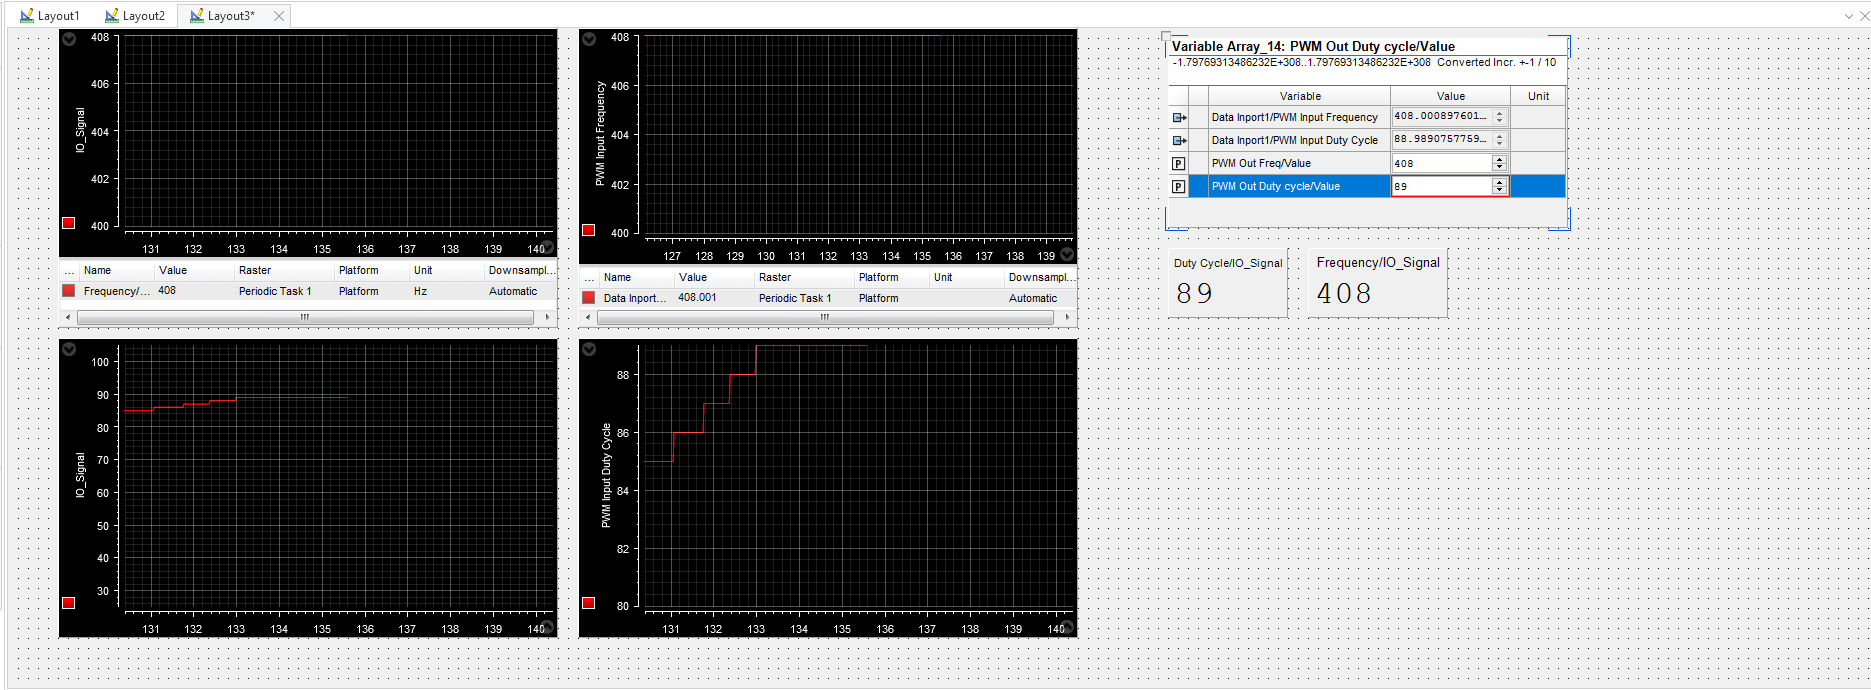 Layout1 Layout2 Layout3*
408
406
404
402
400
IO_Signal
131 132 133 134 135 136 137 138 139 140
... Name Value Raster Platform Unit Downsampl...
Frequency/... 408 Periodic Task 1 Platform Hz Automatic
408
406
404
402
400
PWM Input Frequency
127 128 129 130 131 132 133 134 135 136 137 138 139
... Name Value Raster Platform Unit Downsampl...
Data Inport... 408.001 Periodic Task 1 Platform Automatic
100
90
80
70
60
50
40
30
IO_Signal
131 132 133 134 135 136 137 138 139 140
88
86
84
82
80
PWM Input Duty Cycle
131 132 133 134 135 136 137 138 139 140
Variable Array_14: PWM Out Duty cycle/Value
-1.79769313486232E+308..1.79769313486232E+308 Converted Incr. +-1 / 10
Variable Value Unit
Data Inport1/PWM Input Frequency 408.000897601...
Data Inport1/PWM Input Duty Cycle 88.9890757759...
P PWM Out Freq/Value 408
P PWM Out Duty cycle/Value 89
Duty Cycle/IO_Signal
89
Frequency/IO_Signal
408